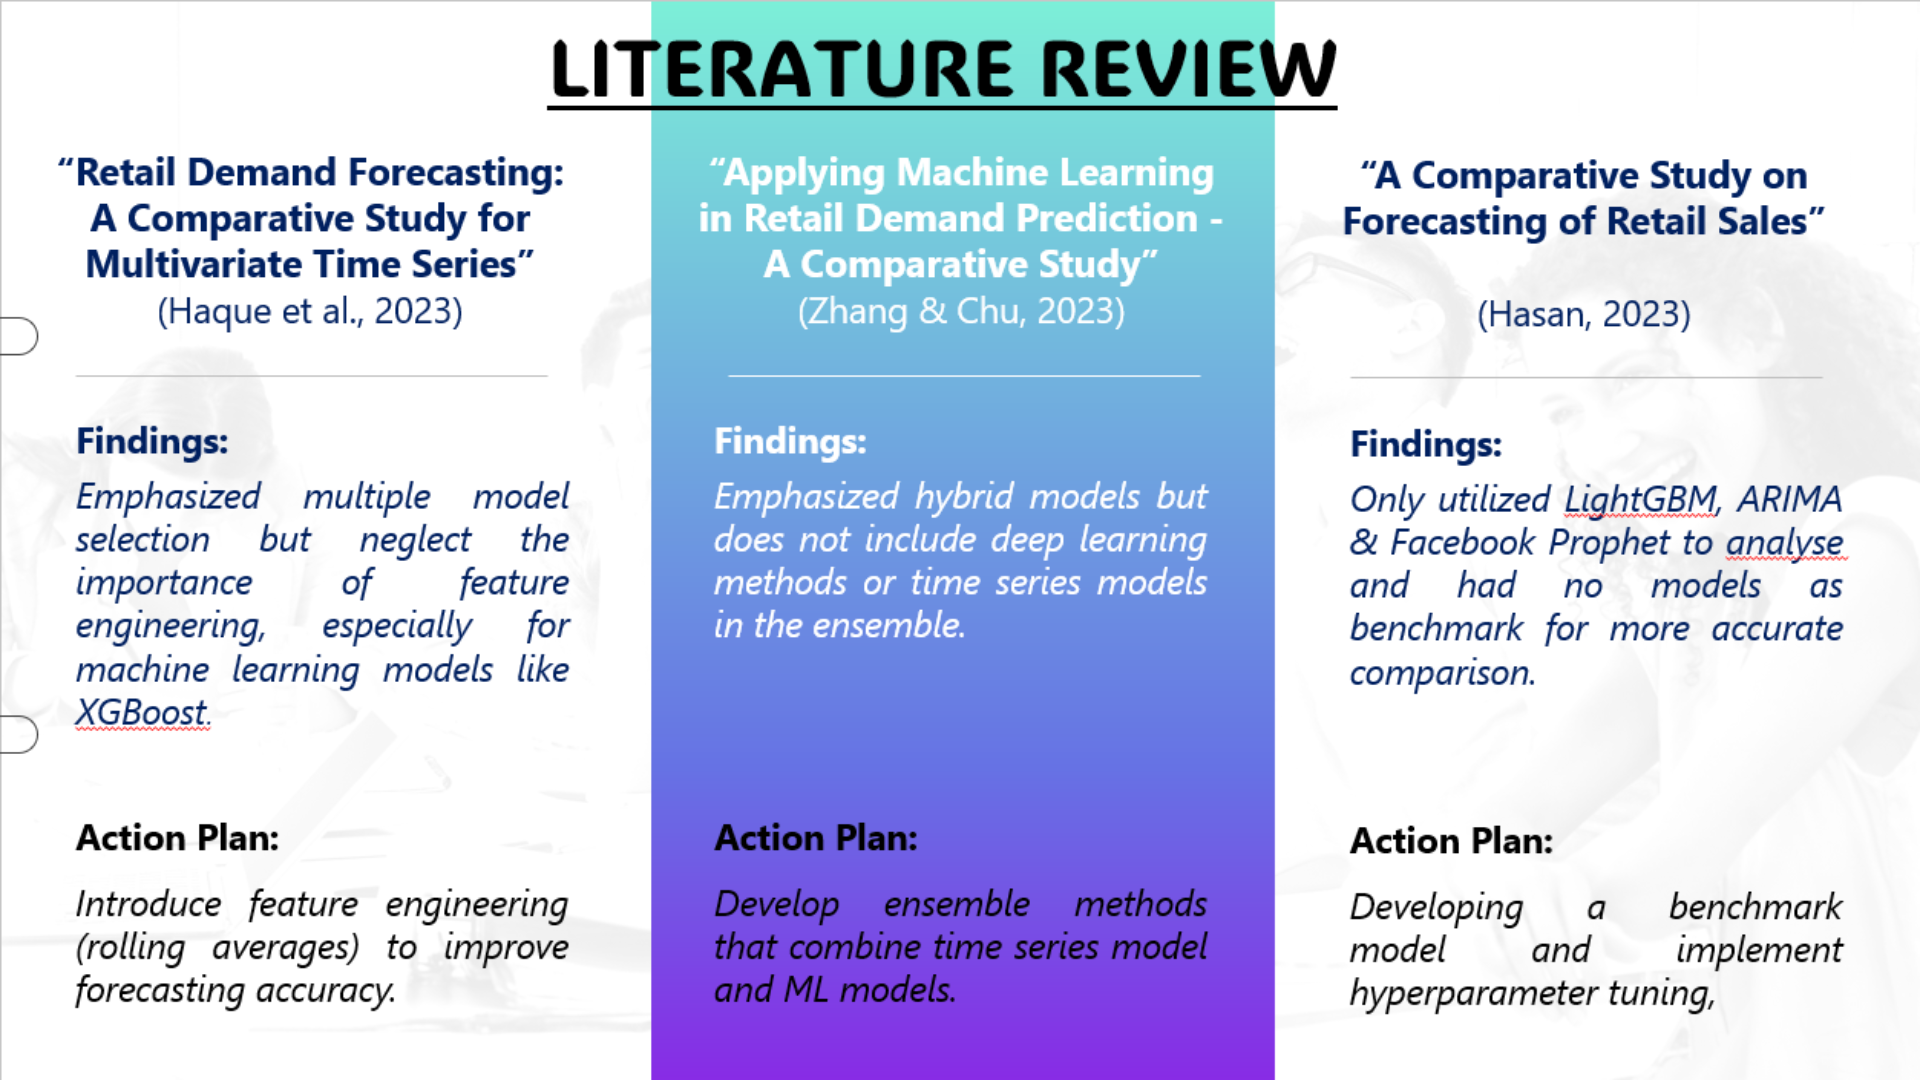 LITERATURE REVIEW
“Retail Demand Forecasting:
A Comparative Study for
Multivariate Time Series”
(Haque et al., 2023)
Findings:
Emphasized multiple model
selection but neglect the
importance of feature
engineering, especially for
machine learning models like
XGBoost.
Action Plan:
Introduce feature engineering
(rolling averages) to improve
forecasting accuracy.
“Applying Machine Learning
in Retail Demand Prediction -
A Comparative Study”
(Zhang & Chu, 2023)
Findings:
Emphasized hybrid models but
does not include deep learning
methods or time series models
in the ensemble.
Action Plan:
Develop ensemble methods
that combine time series model
and ML models.
“A Comparative Study on
Forecasting of Retail Sales”
(Hasan, 2023)
Findings:
Only utilized LightGBM, ARIMA
& Facebook Prophet to analyse
and had no models as
benchmark for more accurate
comparison.
Action Plan:
Developing a benchmark
model and implement
hyperparameter tuning,